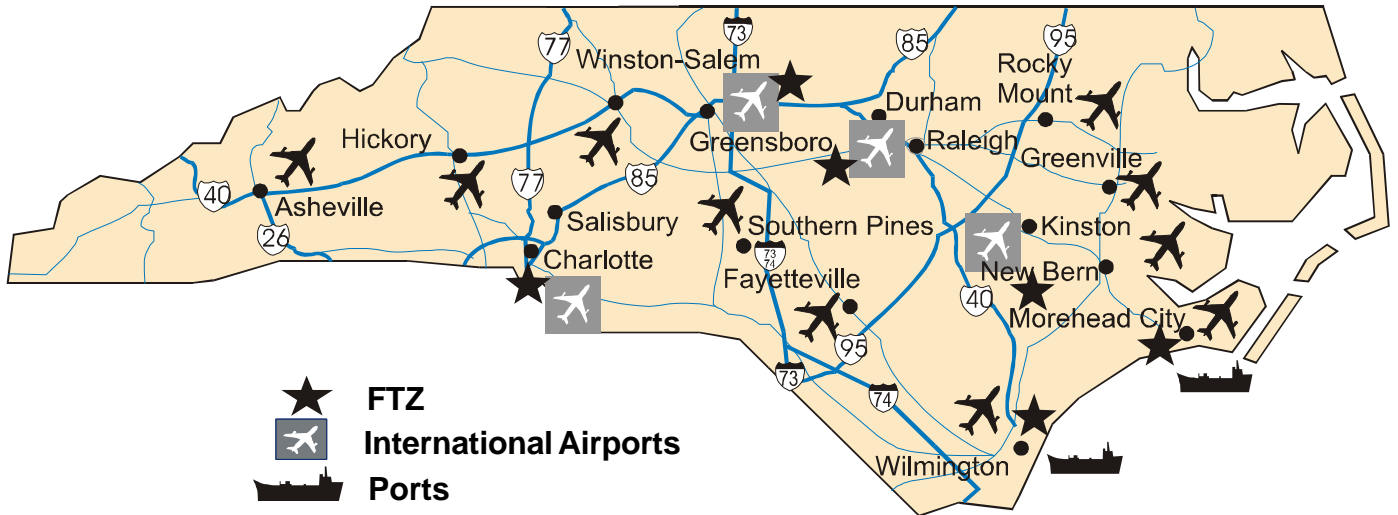 73
95
85
77
Winston-Salem
Rocky
Mount
Durham
Hickory
Greensboro
Raleigh
Greenville
77
85
40
Asheville
Salisbury
Southern Pines
Kinston
26
Charlotte
73
74
Fayetteville
New Bern
40
Morehead City
95
73
74
FTZ
International Airports
Wilmington
Ports